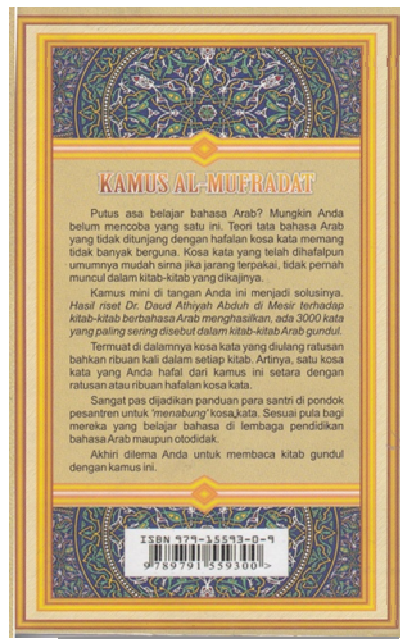 KAMUS AL-MUFRADAT
Putus asa belajar bahasa Arab? Mungkin Anda
belum mencoba yang satu ini. Teori tata bahasa Arab
yang tidak ditunjang dengan hafalan kosa kata memang
tidak banyak berguna. Kosa kata yang telah dihafalpun
umumnya mudah sirna jika jarang terpakai, tidak pernah
muncul dalam kitab-kitab yang dikajinya.
Kamus mini di tangan Anda ini menjadi solusinya.
Hasil riset Dr. Daud Athiyah Abduh di Mesir terhadap
kitab-kitab berbahasa Arab menghasilkan, ada 3000 kata
yang paling sering disebut dalam kitab-kitab Arab gundul.
Termuat di dalamnya kosa kata yang diulang ratusan
bahkan ribuan kali dalam setiap kitab. Artinya, satu kosa
kata yang Anda hafal dari kamus ini setara dengan
ratusan atau ribuan hafalan kosa kata.
Sangat pas dijadikan panduan para santri di pondok
pesantren untuk 'menabung' kosa kata. Sesuai pula bagi
mereka yang belajar bahasa di lembaga pendidikan
bahasa Arab maupun otodidak.
Akhiri dilema Anda untuk membaca kitab gundul
dengan kamus ini.
ISBN 979-15593-0-9
9 789791 559300 >